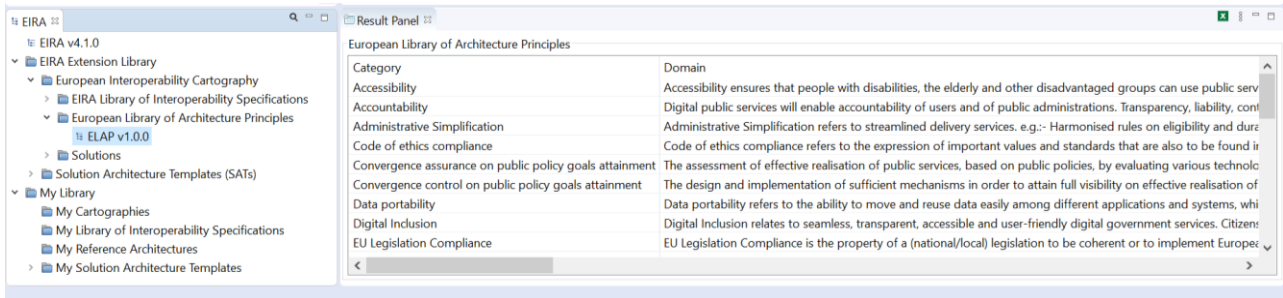 EIRA
EIRA v4.1.0
EIRA Extension Library
European Interoperability Cartography
EIRA Library of Interoperability Specifications
European Library of Architecture Principles
ELAP v1.0.0
Solutions
Solution Architecture Templates (SATs)
My Library
My Cartographies
My Library of Interoperability Specifications
My Reference Architectures
My Solution Architecture Templates
Result Panel
European Library of Architecture Principles
Category Domain
Accessibility Accessibility ensures that people with disabilities, the elderly and other disadvantaged groups can use public serv
Accountability Digital public services will enable accountability of users and of public administrations. Transparency, liability, cont
Administrative Simplification Administrative Simplification refers to streamlined delivery services. e.g.:- Harmonised rules on eligibility and dura
Code of ethics compliance Code of ethics compliance refers to the expression of important values and standards that are also to be found i
Convergence assurance on public policy goals attainment The assessment of effective realisation of public services, based on public policies, by evaluating various technolo
Convergence control on public policy goals attainment The design and implementation of sufficient mechanisms in order to attain full visibility on effective realisation of
Data portability Data portability refers to the ability to move and reuse data easily among different applications and systems, whi
Digital Inclusion Digital Inclusion relates to seamless, transparent, accessible and user-friendly digital government services. Citizens
EU Legislation Compliance EU Legislation Compliance is the property of a (national/local) legislation to be coherent or to implement Europea